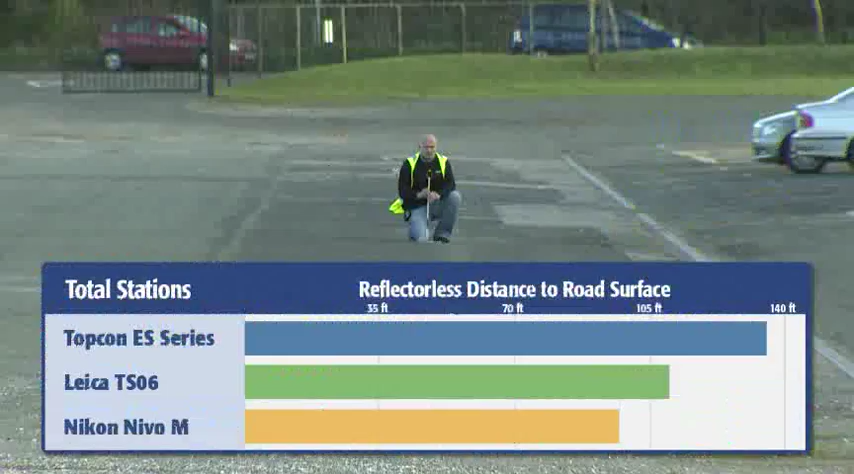 Total Stations
Reflectorless Distance to Road Surface
35 ft 70 ft 105 ft 140 ft
Topcon ES Series
Leica TS06
Nikon Nivo M